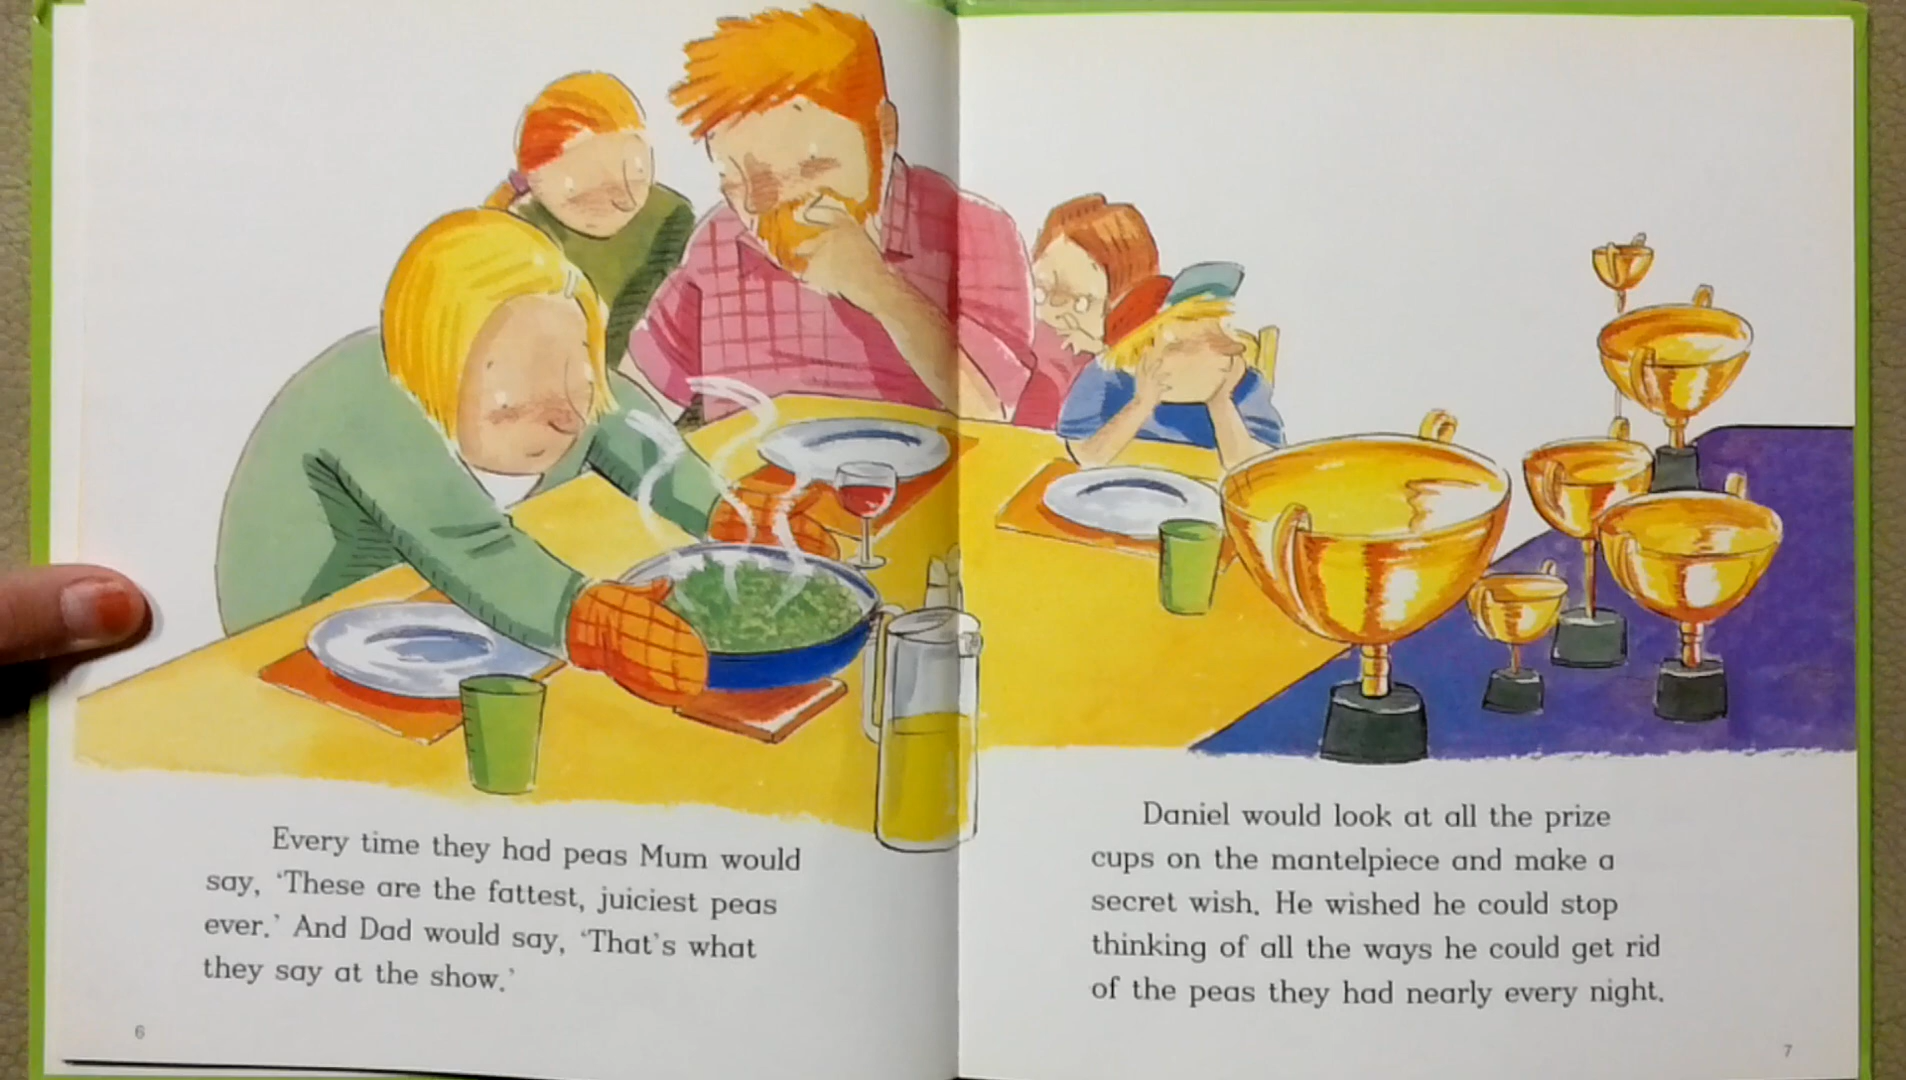 Every time they had peas Mum would
say, ‘These are the fattest, juiciest peas
ever.’ And Dad would say, ‘That’s what
they say at the show.’
6
Daniel would look at all the prize
cups on the mantelpiece and make a
secret wish. He wished he could stop
thinking of all the ways he could get rid
of the peas they had nearly every night.
7